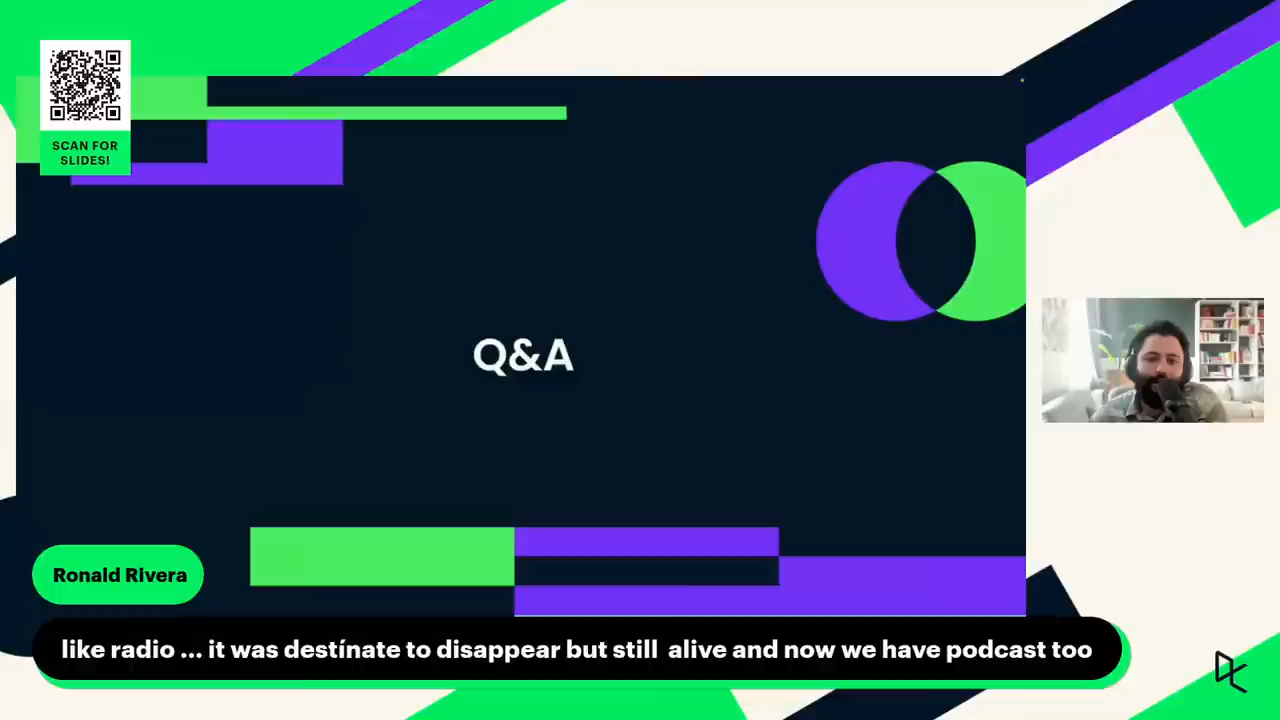 SCAN FOR
SLIDES!
Q&A
Ronald Rivera
like radio ... it was destínate to disappear but still  alive and now we have podcast too